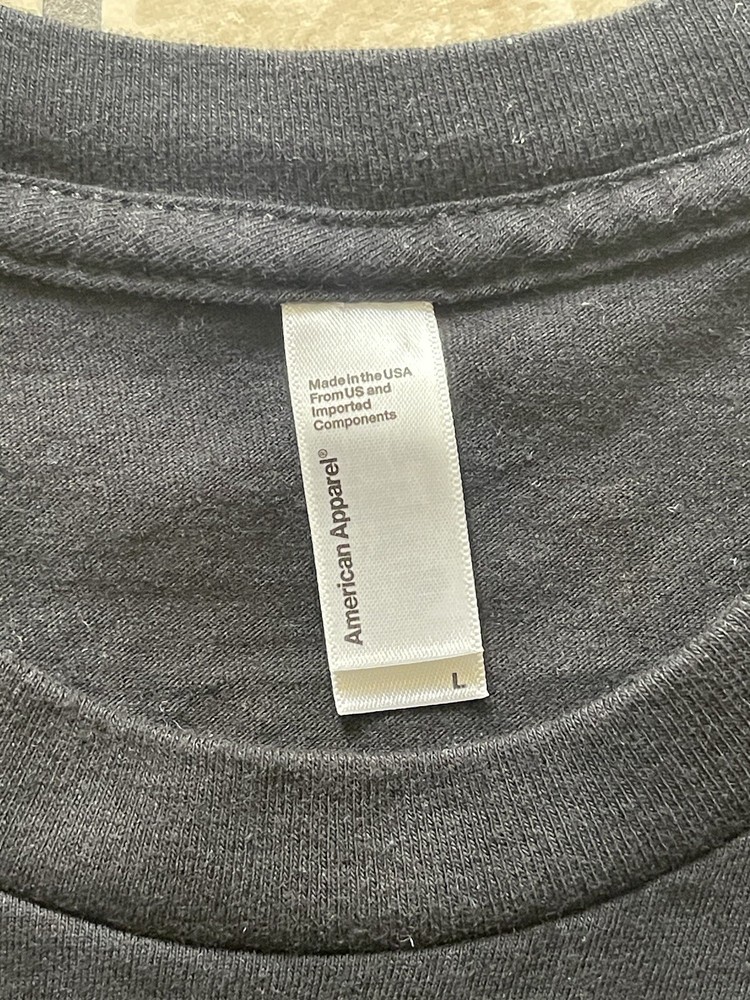 Made in the USA
From US and
Imported
Components
American Apparel®
L